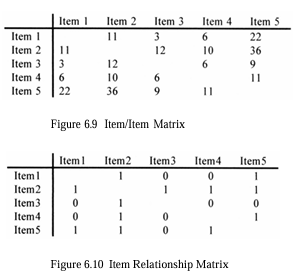 Item 1 Item 2 Item 3 Item 4 Item 5
Item 1 11 3 6 22
Item 2 11 12 10 36
Item 3 3 12 6 9
Item 4 6 10 6 11
Item 5 22 36 9 11
Figure 6.9 Item/Item Matrix
Item1 Item2 Item3 Item4 Item5
Item1 1 0 0 1
Item2 1 1 1 1
Item3 0 1 0 0
Item4 0 1 0 1
Item5 1 1 0 1
Figure 6.10 Item Relationship Matrix